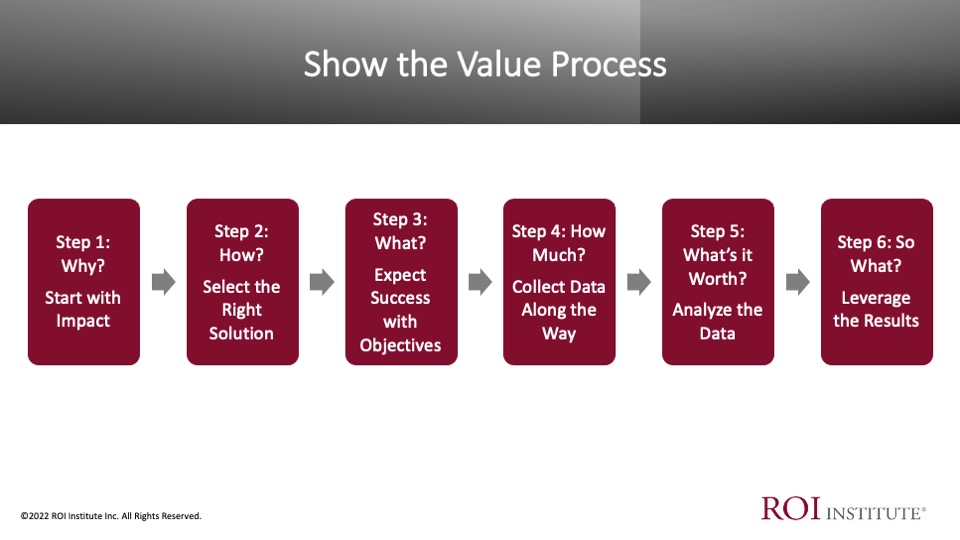 Show the Value Process
Step 1:
Why?
Start with
Impact
Step 2:
How?
Select the
Right
Solution
Step 3:
What?
Expect
Success
with
Objectives
Step 4: How
Much?
Collect Data
Along the
Way
Step 5:
What’s it
Worth?
Analyze the
Data
Step 6: So
What?
Leverage
the Results
©2022 ROI Institute Inc. All Rights Reserved.
ROI INSTITUTE®